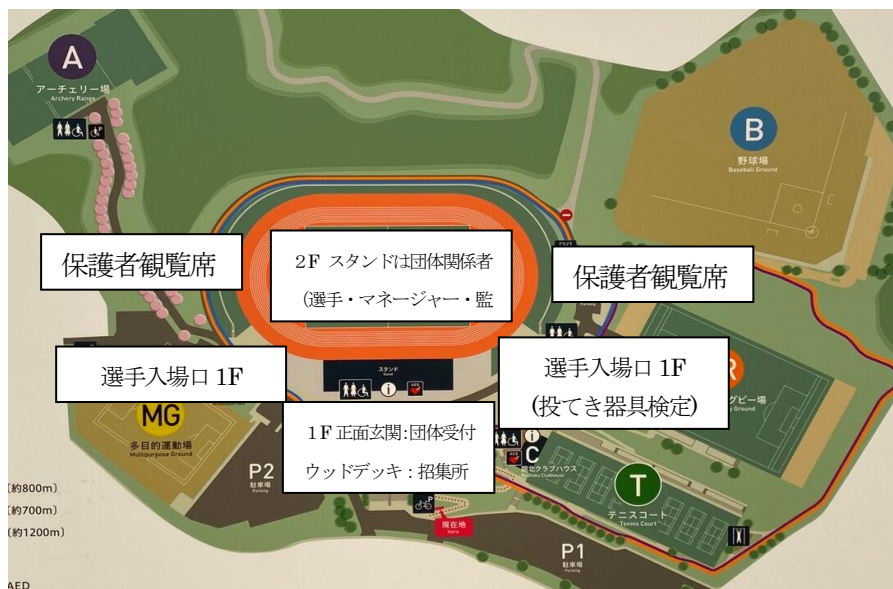 A
アーチェリー場
Archery Range
B
野球場
Baseball Ground
保護者観覧席
2F スタンドは団体関係者
(選手・マネージャー・監
保護者観覧席
スタンド
選手入場口 1F
選手入場口 1F
(投てき器具検定)
R
グビー場
y Ground
MG
多目的運動場
Multipurpose Ground
1F 正面玄関:団体受付
ウッドデッキ:招集所
i
AED
P2
駐車場
Parking
C
クラブハウス
Clubhouse
T
テニスコート
Tennis Court
P
現在地
Here
P1
駐車場
Parking
(約800m)
(約700m)
(約1200m)
AED